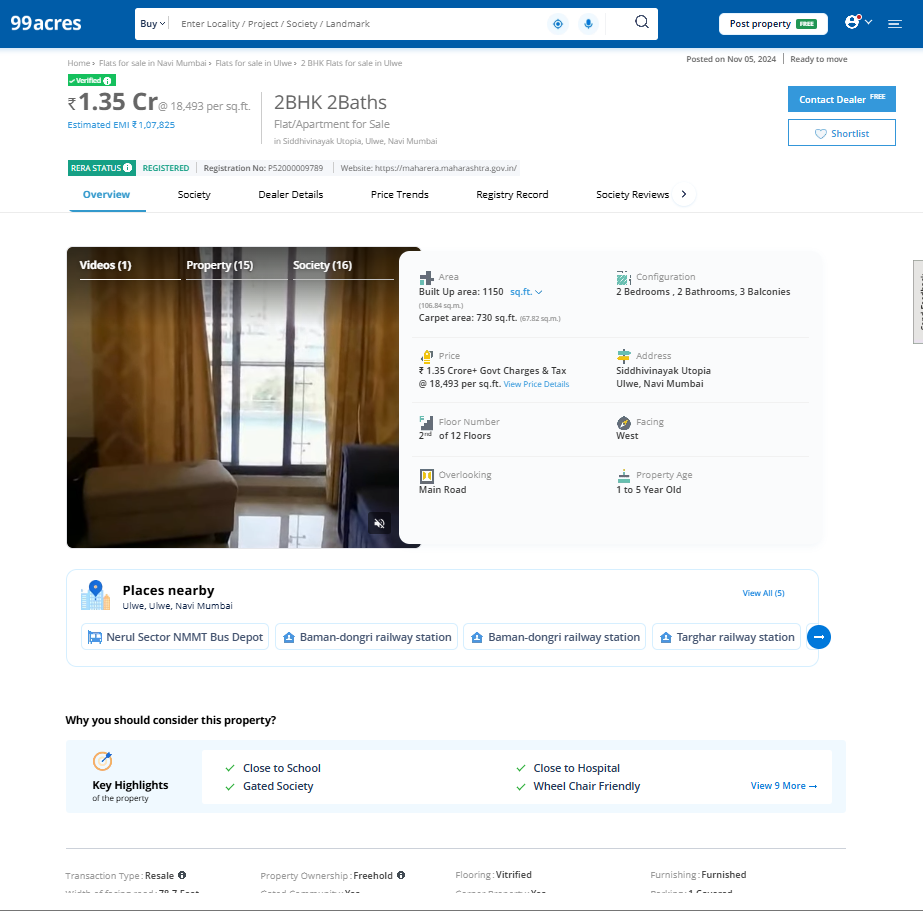 99acres
Buy
Enter Locality / Project / Society / Landmark
Post property FREE
Home › Flats for sale in Navi Mumbai › Flats for sale in Ulwe › 2 BHK Flats for sale in Ulwe
Posted on Nov 05, 2024 | Ready to move
Verified
₹1.35 Cr @ 18,493 per sq.ft.
Estimated EMI ₹1,07,825
2BHK 2Baths
Flat/Apartment for Sale
in Siddhivinayak Utopia, Ulwe, Navi Mumbai
Contact Dealer FREE
Shortlist
RERA STATUS REGISTERED | Registration No: P52000009789 | Website: https://maharera.maharashtra.gov.in/
Overview Society Dealer Details Price Trends Registry Record Society Reviews
Videos (1) Property (15) Society (16)
Area
Built Up area: 1150 sq.ft.
(106.84 sq.m.)
Carpet area: 730 sq.ft. (67.82 sq.m.)
Configuration
2 Bedrooms , 2 Bathrooms, 3 Balconies
Price
₹ 1.35 Crore+ Govt Charges & Tax
@ 18,493 per sq.ft. View Price Details
Address
Siddhivinayak Utopia
Ulwe, Navi Mumbai
Floor Number
2nd of 12 Floors
Facing
West
Overlooking
Main Road
Property Age
1 to 5 Year Old
Places nearby
Ulwe, Ulwe, Navi Mumbai
View All (5)
Nerul Sector NMMT Bus Depot Baman-dongri railway station Baman-dongri railway station Targhar railway station
Why you should consider this property?
Key Highlights
of the property
Close to School
Gated Society
Close to Hospital
Wheel Chair Friendly
View 9 More
Transaction Type: Resale Property Ownership: Freehold Flooring: Vitrified Furnishing: Furnished